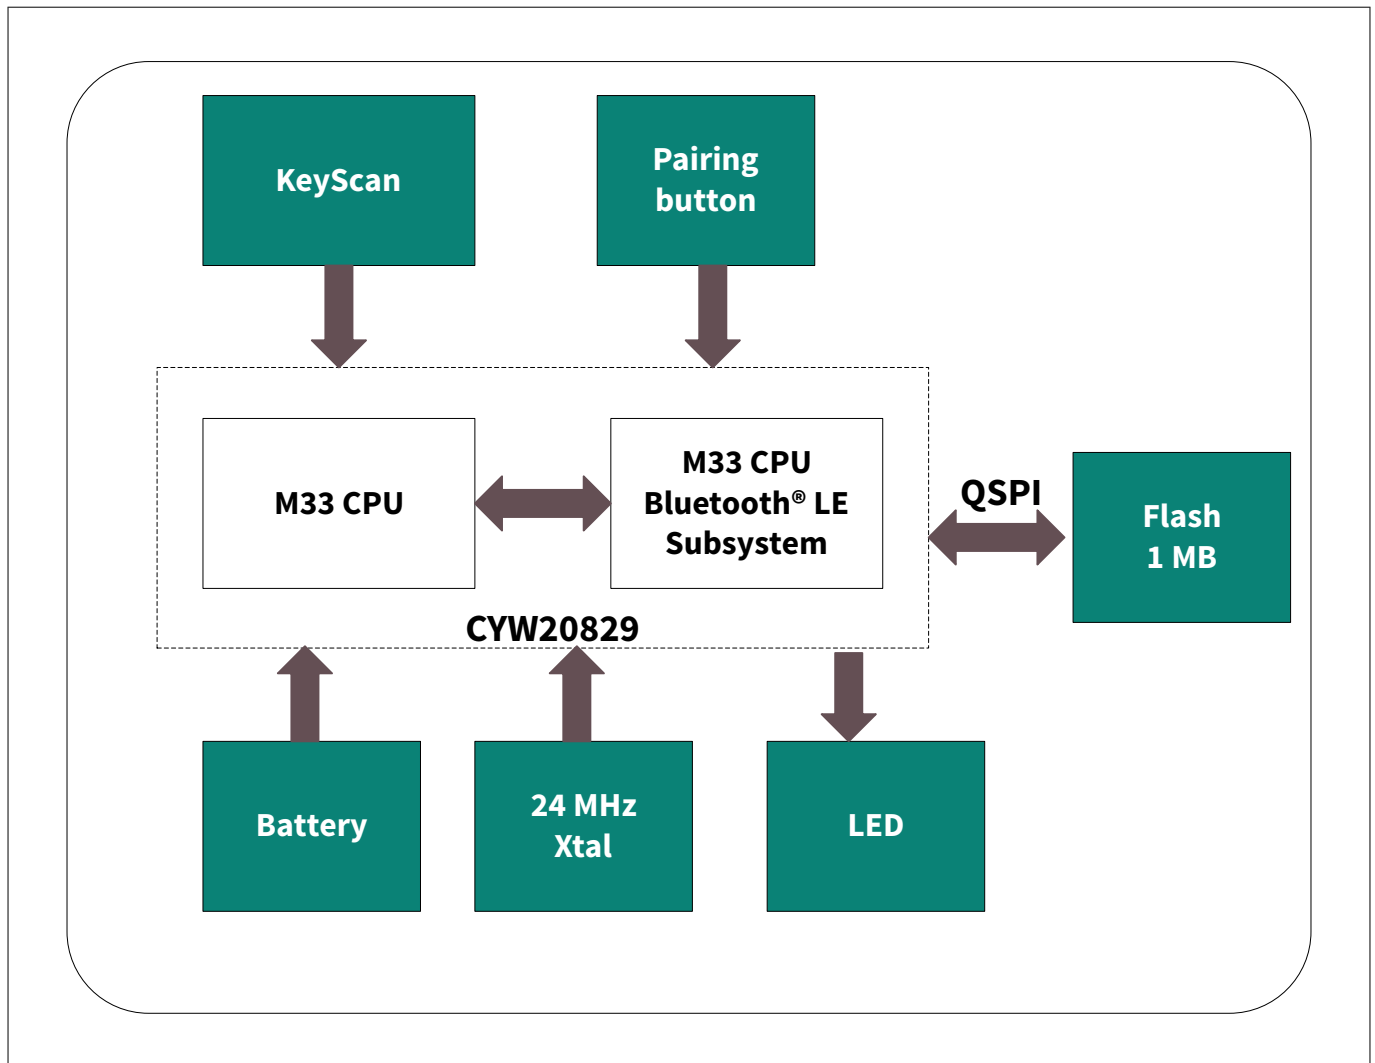 KeyScan
Pairing
button
M33 CPU
M33 CPU
Bluetooth® LE
Subsystem
QSPI
Flash
1 MB
CYW20829
Battery
24 MHz
Xtal
LED